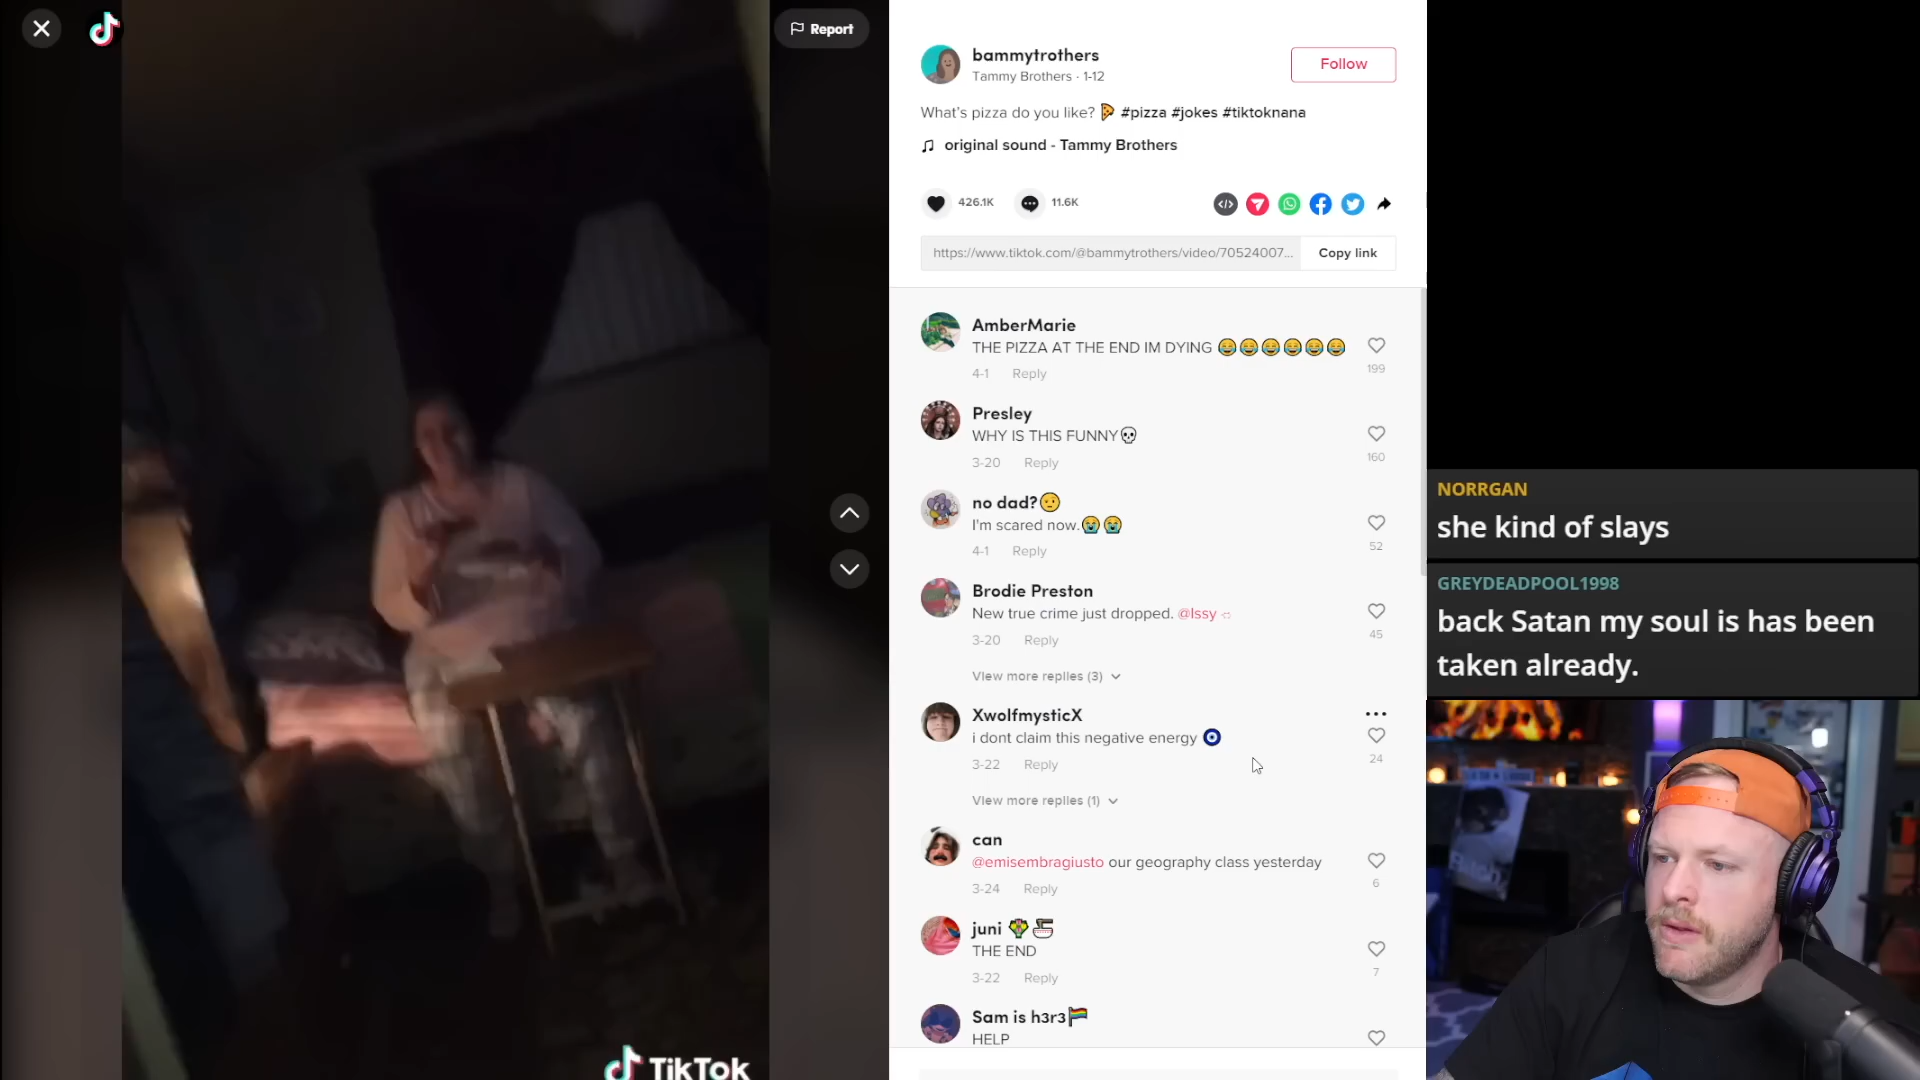 Report
bammytrothers
Tammy Brothers · 1-12
Follow
What's pizza do you like? 🍕 #pizza #jokes #tiktoknana
original sound - Tammy Brothers
426.1K
11.6K
https://www.tiktok.com/@bammytrothers/video/70524007...
Copy link
AmberMarie
THE PIZZA AT THE END IM DYING 😂😂😂😂😂😂
4-1 Reply
199
Presley
WHY IS THIS FUNNY💀
3-20 Reply
160
no dad?🤨
I'm scared now.😭😭
4-1 Reply
52
Brodie Preston
New true crime just dropped. @Issy
3-20 Reply
45
View more replies (3)
XwolfmysticX
i dont claim this negative energy 🧿
3-22 Reply
24
View more replies (1)
can
@emisembragiusto our geography class yesterday
3-24 Reply
6
juni
THE END
3-22 Reply
7
Sam is h3r3🏳️‍🌈
HELP
TikTok
NORRGAN
she kind of slays
GREYDEADPOOL1998
back Satan my soul is has been
taken already.